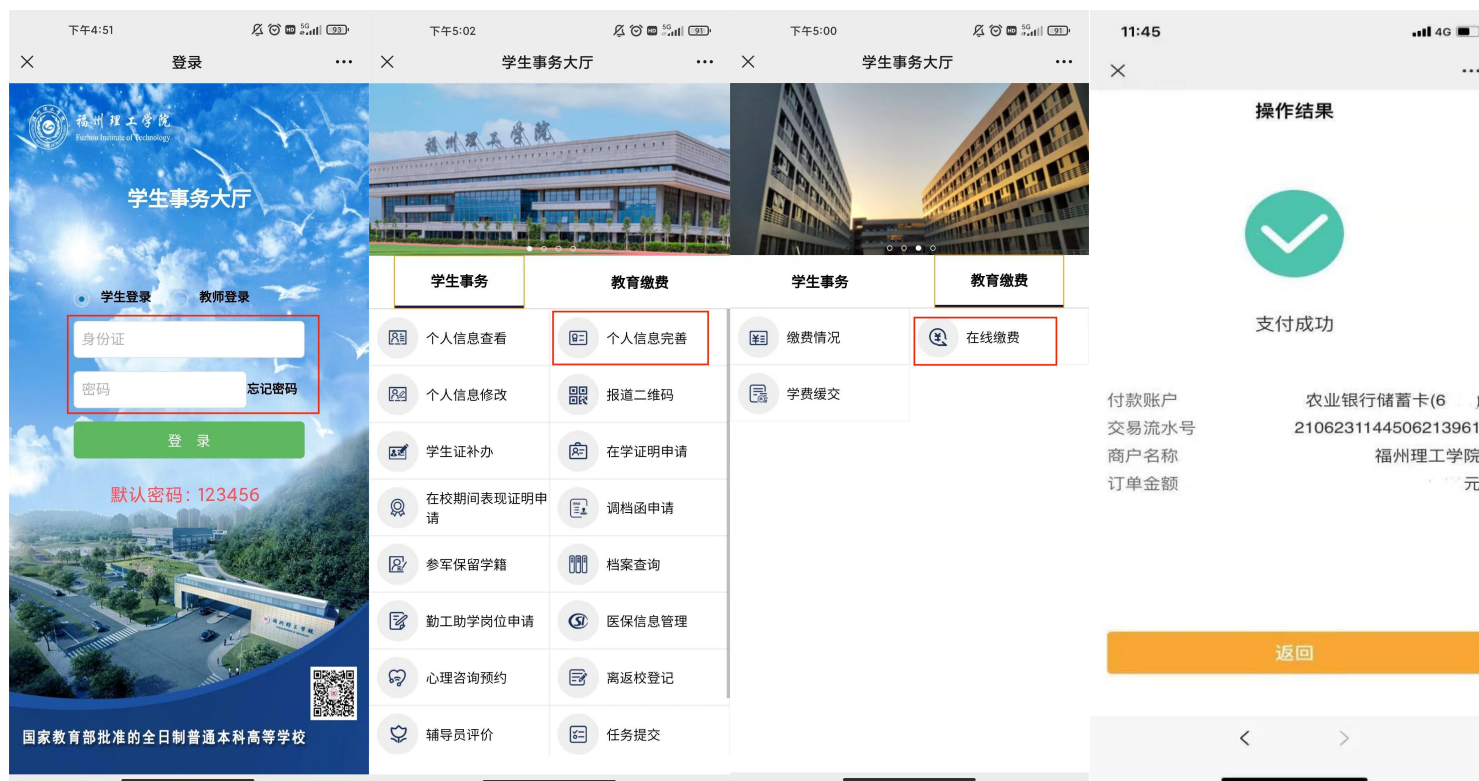 下午4:51
5G
93
登录
福州理工学院
Fuzhou Institute of Technology
学生事务大厅
学生登录
教师登录
身份证
密码
忘记密码
登 录
默认密码：123456
国家教育部批准的全日制普通本科高等学校
下午5:02
5G
91
学生事务大厅
福州理工学院
学生事务
教育缴费
个人信息查看
个人信息完善
个人信息修改
报道二维码
学生证补办
在学证明申请
在校期间表现证明申
请
调档函申请
参军保留学籍
档案查询
勤工助学岗位申请
医保信息管理
心理咨询预约
离返校登记
辅导员评价
任务提交
下午5:00
5G
91
学生事务大厅
学生事务
教育缴费
缴费情况
在线缴费
学费缓交
11:45
4G
操作结果
支付成功
付款账户
农业银行储蓄卡(6
交易流水号
2106231144506213961
商户名称
福州理工学院
订单金额
元
返回